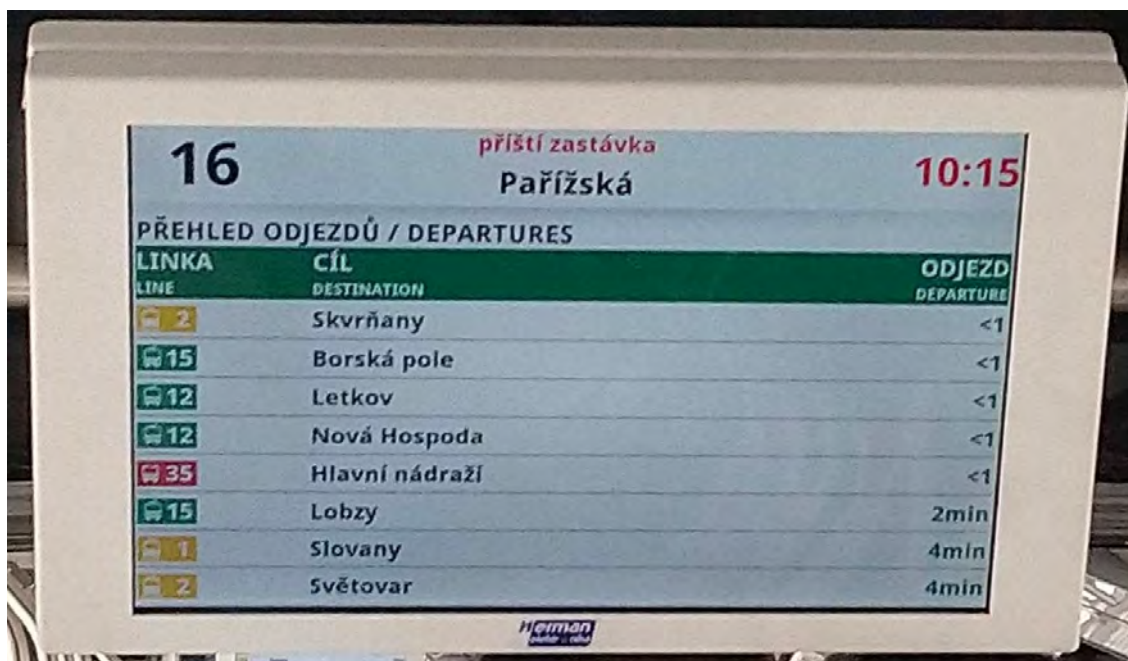 16 příští zastávka 10:15
Pařížská
PŘEHLED ODJEZDŮ / DEPARTURES
LINKA CÍL ODJEZD
LINE DESTINATION DEPARTURE
2 Skvrňany <1
15 Borská pole <1
12 Letkov <1
12 Nová Hospoda <1
35 Hlavní nádraží <1
15 Lobzy 2min
1 Slovany 4min
2 Světovar 4min
Herman